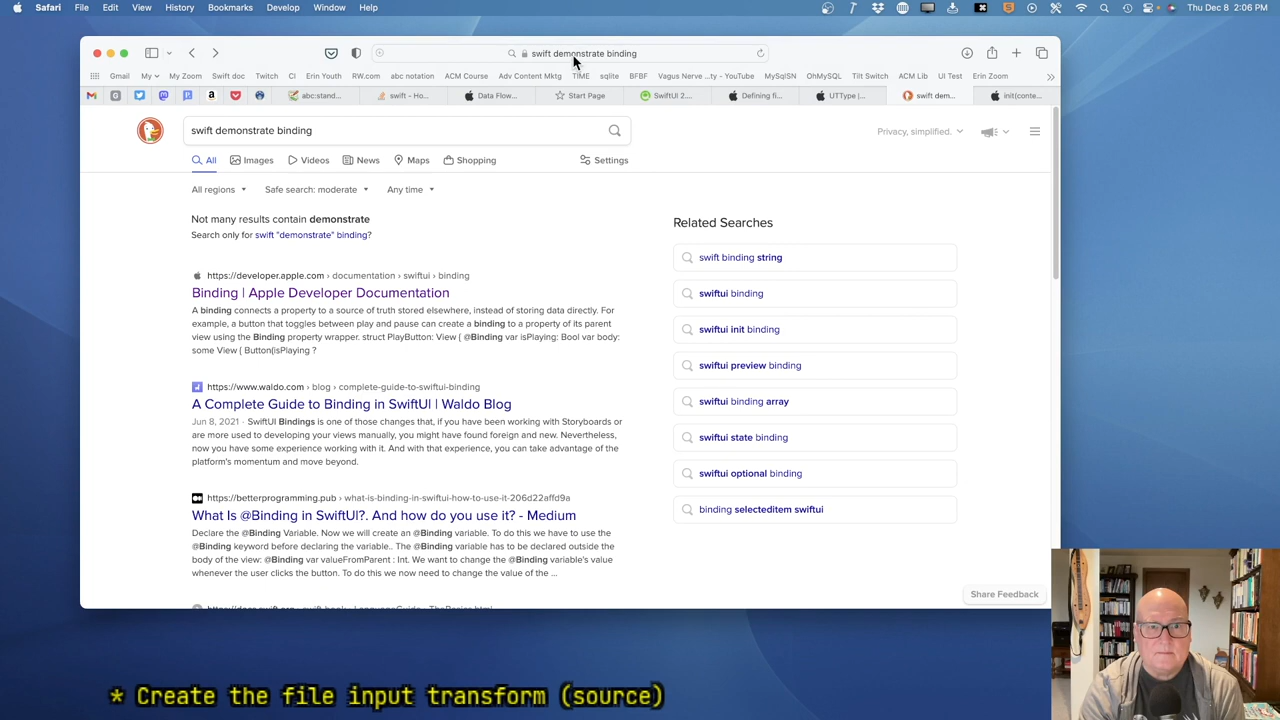 Safari File Edit View History Bookmarks Develop Window Help Thu Dec 8 2:06 PM
swift demonstrate binding
Gmail My My Zoom Swift doc Twitch CI Erin Youth RW.com abc notation ACM Course Adv Content Mktg TIME sqlite BFBF Vagus Nerve ...ty - YouTube MySqlSN OhMySQL Tilt Switch ACM Lib UI Test Erin Zoom
abc:stand... swift - Ho... Data Flow... Start Page SwiftUI 2.... Defining fi... UTType |... swift dem... init(conte...
swift demonstrate binding
Privacy, simplified.
All Images Videos News Maps Shopping Settings
All regions Safe search: moderate Any time
Not many results contain demonstrate
Search only for swift "demonstrate" binding?
Related Searches
swift binding string
swiftui binding
swiftui init binding
swiftui preview binding
swiftui binding array
swiftui state binding
swiftui optional binding
binding selecteditem swiftui
https://developer.apple.com › documentation › swiftui › binding
Binding | Apple Developer Documentation
A binding connects a property to a source of truth stored elsewhere, instead of storing data directly. For
example, a button that toggles between play and pause can create a binding to a property of its parent
view using the Binding property wrapper. struct PlayButton: View { @Binding var isPlaying: Bool var body:
some View { Button(isPlaying ?
https://www.waldo.com › blog › complete-guide-to-swiftui-binding
A Complete Guide to Binding in SwiftUI | Waldo Blog
Jun 8, 2021 · SwiftUI Bindings is one of those changes that, if you have been working with Storyboards or
are more used to developing your views manually, you might have found foreign and new. Nevertheless,
now you have some experience working with it. And with that experience, you can take advantage of the
platform's momentum and move beyond.
https://betterprogramming.pub › what-is-binding-in-swiftui-how-to-use-it-206d22affd9a
What Is @Binding in SwiftUI?. And how do you use it? - Medium
Declare the @Binding Variable. Now we will create an @Binding variable. To do this we have to use the
@Binding keyword before declaring the variable.. The @Binding variable has to be declared outside the
body of the view: @Binding var valueFromParent : Int. We want to change the @Binding variable's value
whenever the user clicks the button. To do this we now need to change the value of the ...
Share Feedback
* Create the file input transform (source)